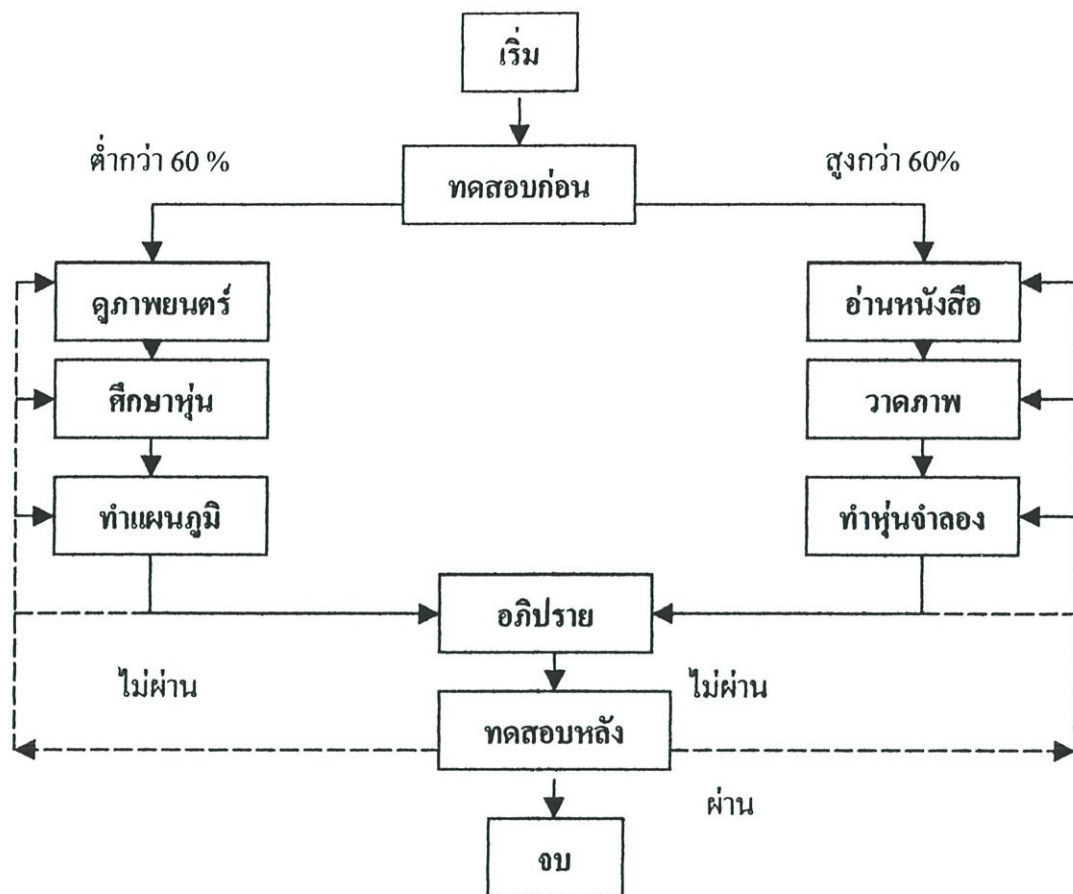 เริ่ม
ต่ำกว่า 60 %
สูงกว่า 60%
ทดสอบก่อน
ดูภาพยนตร์
อ่านหนังสือ
ศึกษาหุ่น
วาดภาพ
ทำแผนภูมิ
ทำหุ่นจำลอง
อภิปราย
ไม่ผ่าน
ไม่ผ่าน
ทดสอบหลัง
ผ่าน
จบ